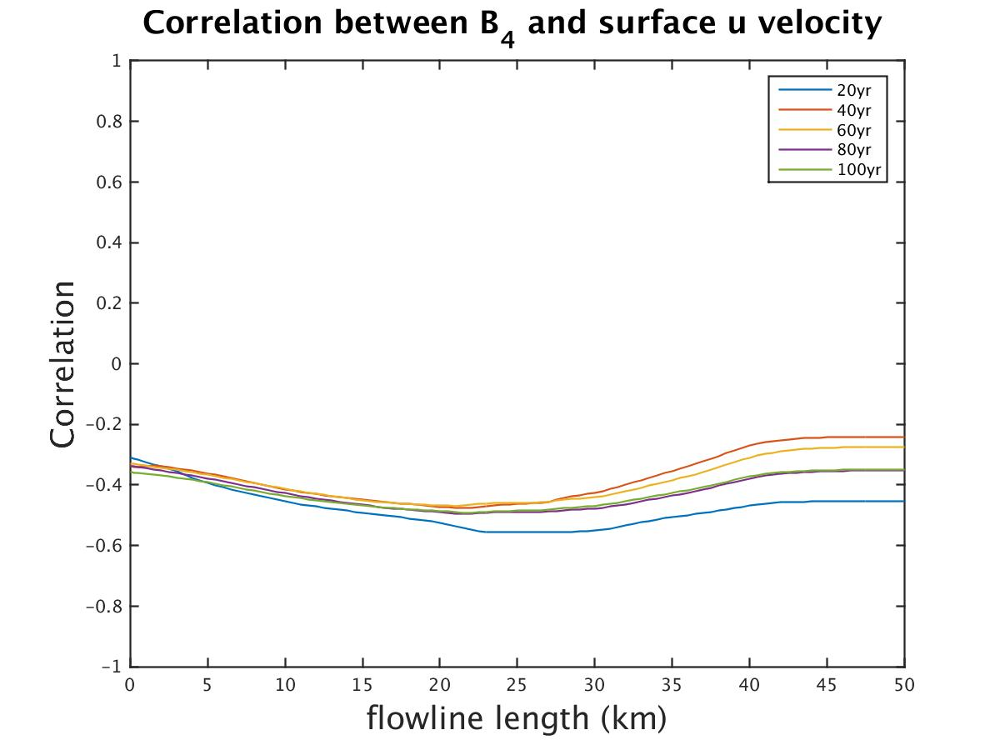 Correlation between B₄ and surface u velocity
20yr
40yr
60yr
80yr
100yr
1
0.8
0.6
0.4
0.2
0
−0.2
−0.4
−0.6
−0.8
−1
Correlation
0 5 10 15 20 25 30 35 40 45 50
flowline length (km)